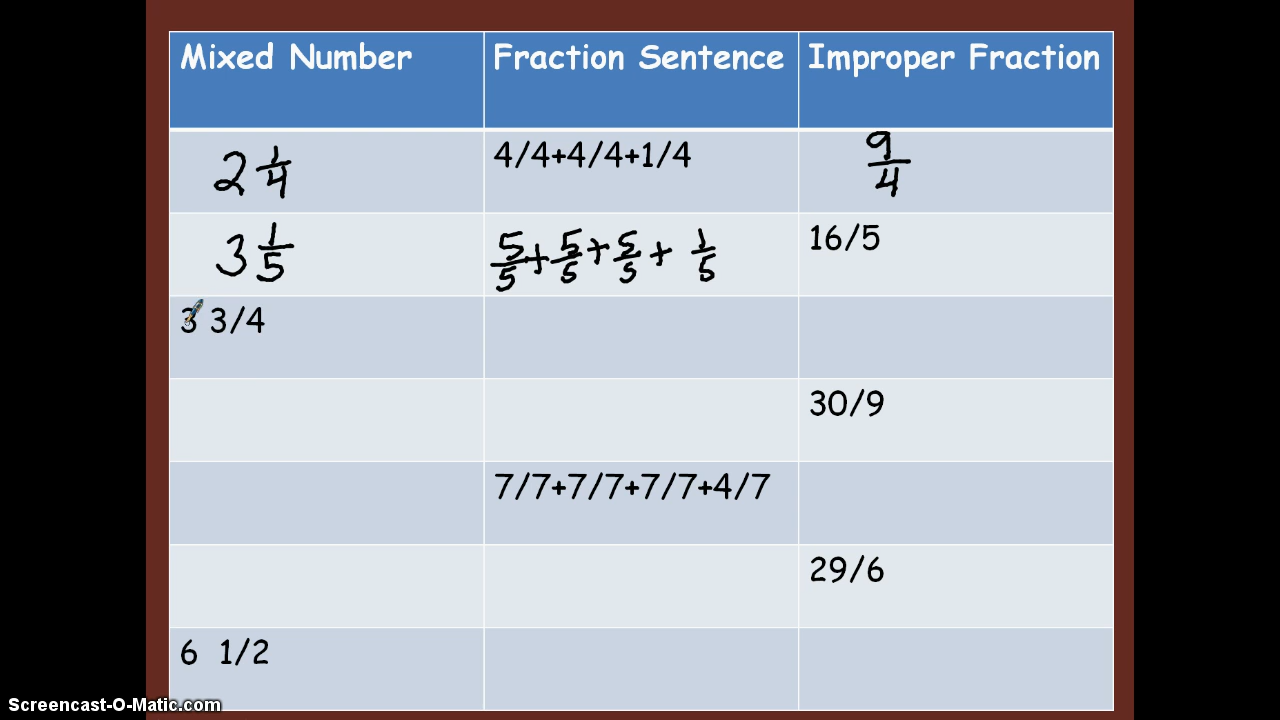 Mixed Number Fraction Sentence Improper Fraction
2 1/4 4/4+4/4+1/4 9/4
3 1/5 5/5+5/5+5/5+ 1/5 16/5
3 3/4
30/9
7/7+7/7+7/7+4/7
29/6
6 1/2
Screencast-O-Matic.com